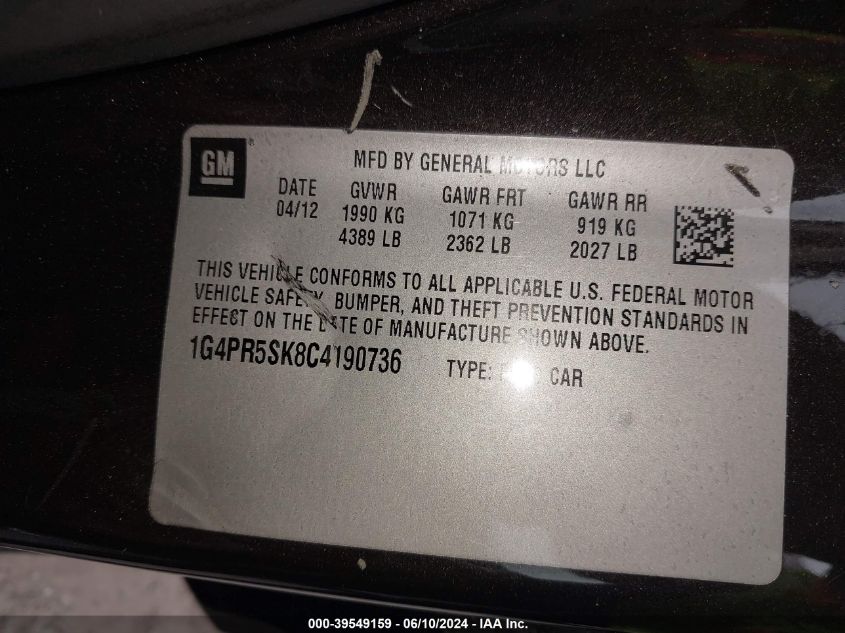 GM®
MFD BY GENERAL MOTORS LLC
DATE GVWR GAWR FRT GAWR RR
04/12 1990 KG 1071 KG 919 KG
4389 LB 2362 LB 2027 LB
THIS VEHICLE CONFORMS TO ALL APPLICABLE U.S. FEDERAL MOTOR
VEHICLE SAFETY, BUMPER, AND THEFT PREVENTION STANDARDS IN
EFFECT ON THE DATE OF MANUFACTURE SHOWN ABOVE.
1G4PR5SK8C4190736 TYPE: CAR
000-39549159 - 06/10/2024 - IAA Inc.